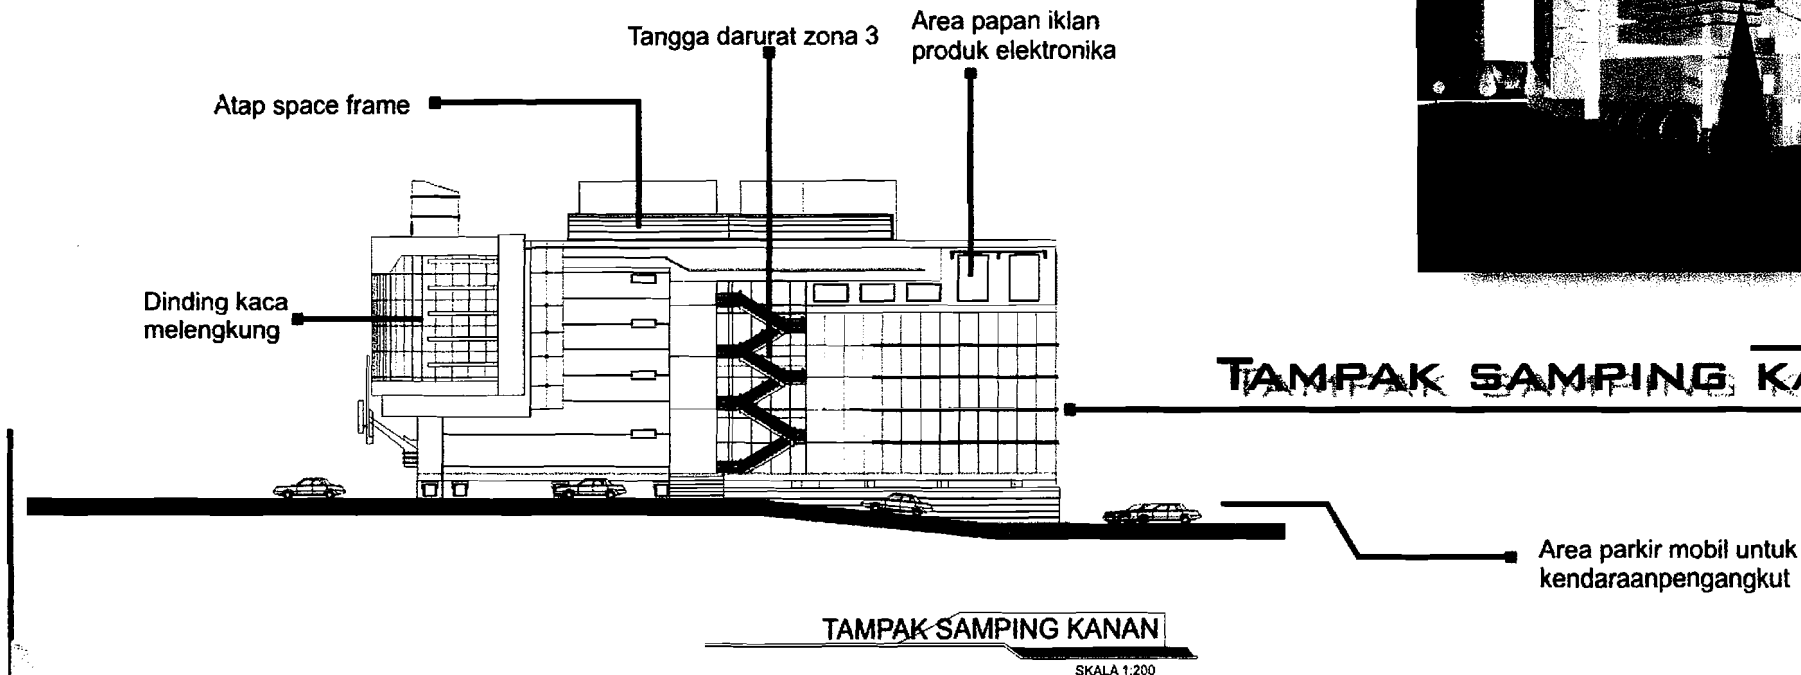 Tangga darurat zona 3
Area papan iklan
produk elektronika
Atap space frame
Dinding kaca
melengkung
TAMPAK SAMPING KA
Area parkir mobil untuk
kendaraanpengangkut
TAMPAK SAMPING KANAN
SKALA 1:200